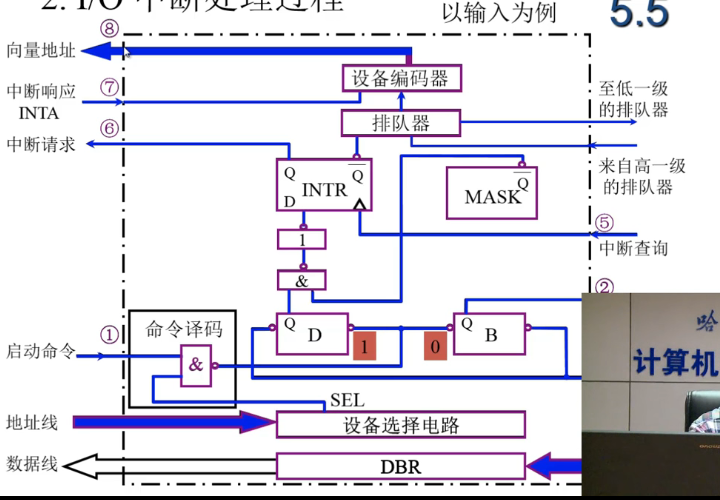 2. I/O 中断处理过程
以输入为例
5.5
⑧
向量地址
设备编码器
中断响应
INTA
⑦
至低一级
的排队器
排队器
⑥
中断请求
来自高一级
的排队器
Q
Q
INTR
D
Q
MASK
⑤
中断查询
1
&
②
①
命令译码
启动命令
&
Q
D
1
0
Q
B
哈
计算机
SEL
地址线
设备选择电路
数据线
DBR